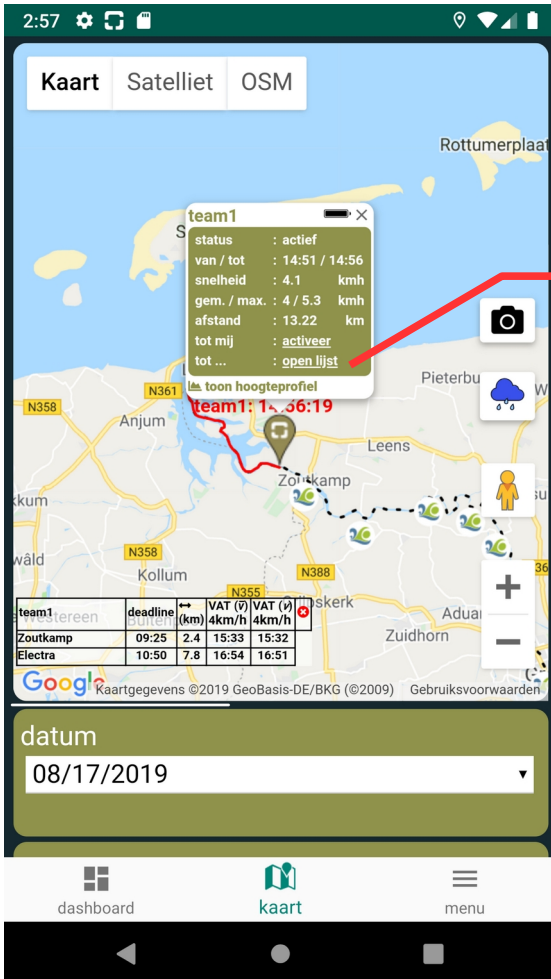 2:57
Kaart Satelliet OSM
Rottumerplaat
team1
status : actief
van / tot : 14:51 / 14:56
snelheid : 4.1 kmh
gem. / max. : 4 / 5.3 kmh
afstand : 13.22 km
tot mij : activeer
tot ... : open lijst
toon hoogteprofiel
Pieterbu
N361
N358
Anjum
Leens
Zoutkamp
kkum
wâld
N358
Kollum
N388
36
N355
team1 deadline (km) VAT (v̅) 4km/h VAT (v) 4km/h
Zoutkamp 09:25 2.4 15:33 15:32
Electra 10:50 7.8 16:54 16:51
Westereen
Aduar
Zuidhorn
Google
Kaartgegevens ©2019 GeoBasis-DE/BKG (©2009) Gebruiksvoorwaarden
datum
08/17/2019
dashboard kaart menu